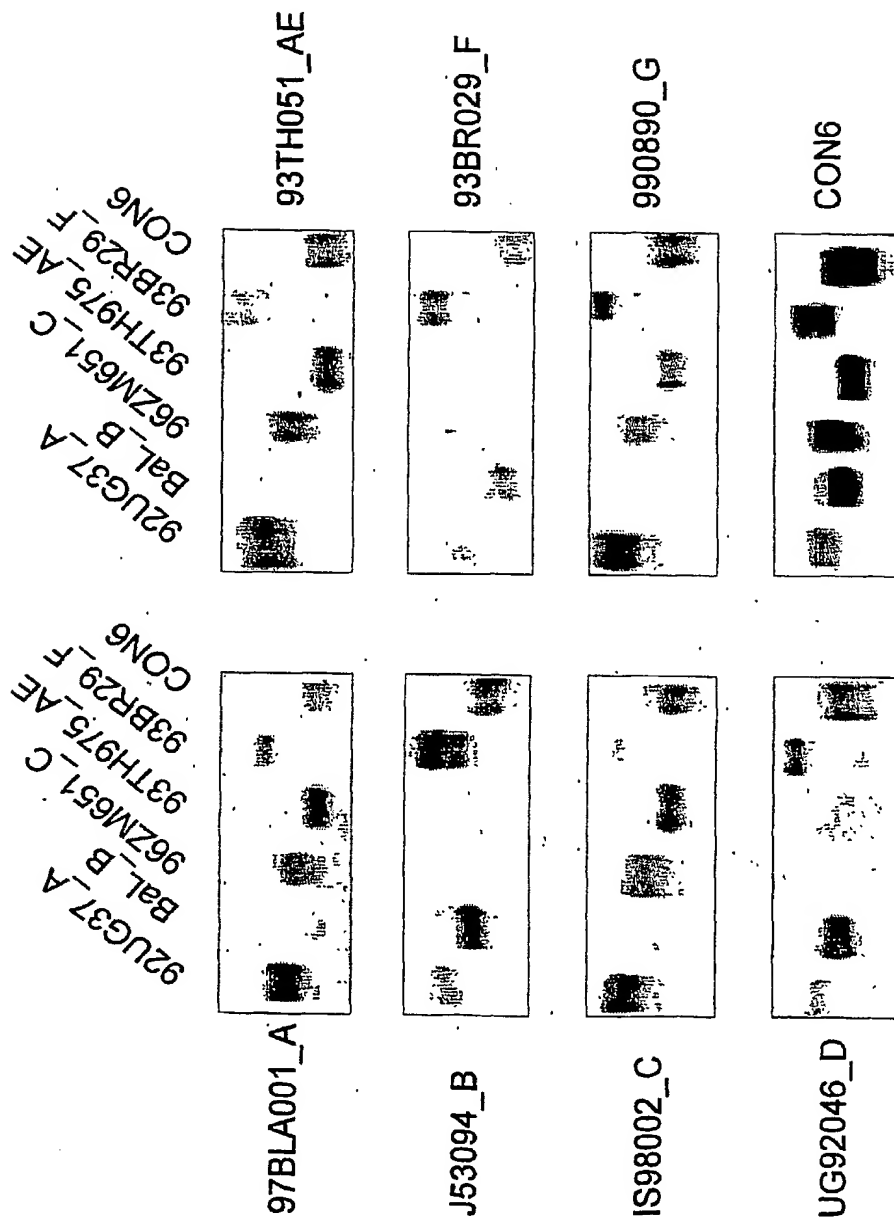 92UG37_A
BaL_B
96ZM651_C
93TH975_AE
93BR29_F
CON6
97BLA001_A
J53094_B
IS98002_C
UG92046_D
92UG37_A
BaL_B
96ZM651_C
93TH975_AE
93BR29_F
CON6
93TH051_AE
93BR029_F
990890_G
CON6